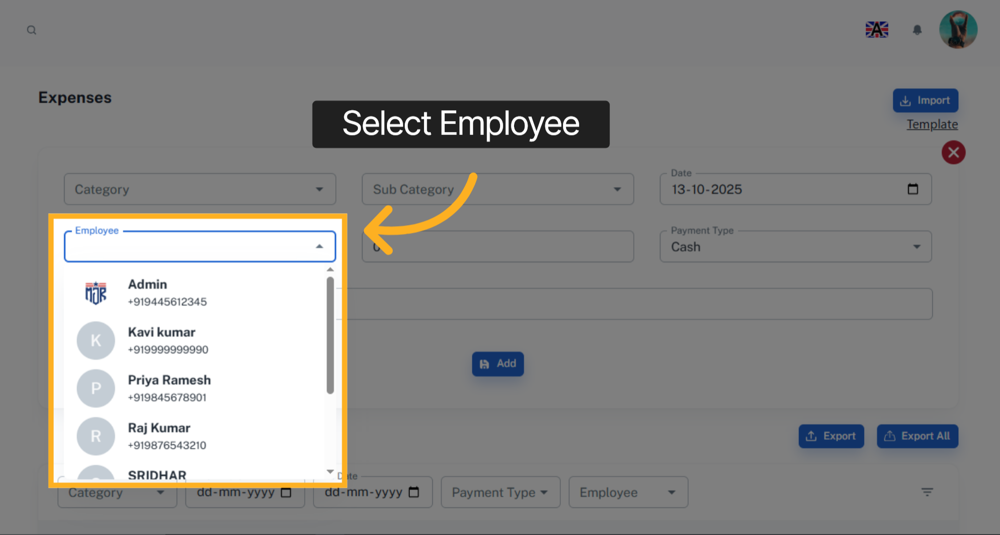 A
Expenses
Import
Template
Select Employee
Category
Sub Category
Date
13-10-2025
Employee
0
Payment Type
Cash
MJR
Admin
+919445612345
K
Kavi kumar
+919999999990
P
Priya Ramesh
+919845678901
R
Raj Kumar
+919876543210
SRIDHAR
Add
Export
Export All
Category
dd-mm-yyyy
Date
dd-mm-yyyy
Payment Type
Employee